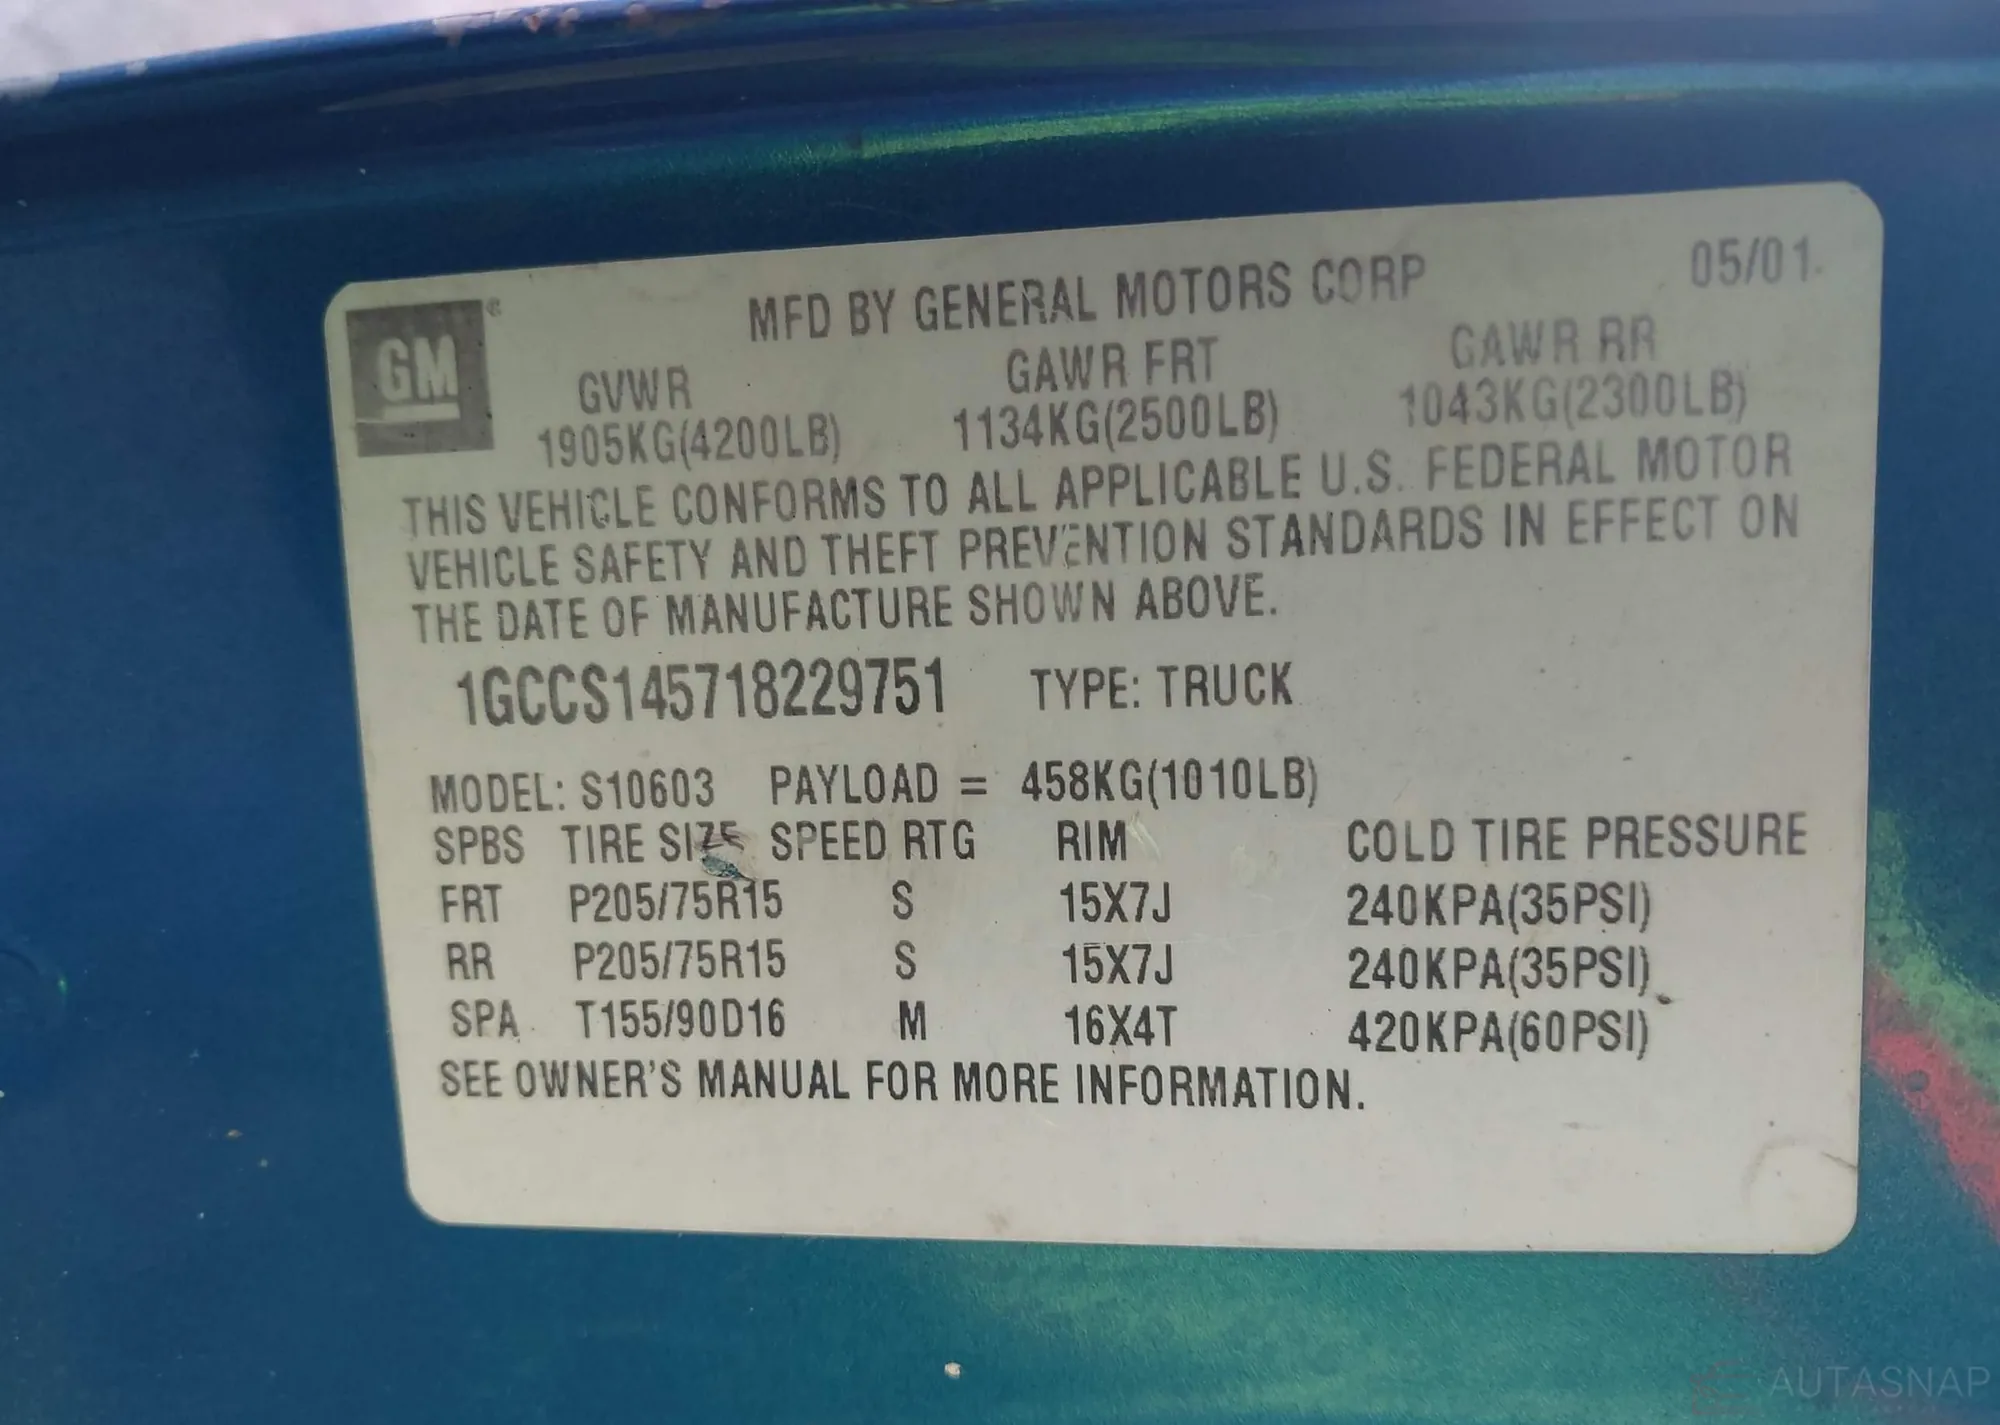 05/01
GM®
MFD BY GENERAL MOTORS CORP
GVWR GAWR FRT GAWR RR
1905KG(4200LB) 1134KG(2500LB) 1043KG(2300LB)
THIS VEHICLE CONFORMS TO ALL APPLICABLE U.S. FEDERAL MOTOR
VEHICLE SAFETY AND THEFT PREVENTION STANDARDS IN EFFECT ON
THE DATE OF MANUFACTURE SHOWN ABOVE.
1GCCS145718229751 TYPE: TRUCK
MODEL: S10603 PAYLOAD = 458KG(1010LB)
SPBS TIRE SIZE SPEED RTG RIM COLD TIRE PRESSURE
FRT P205/75R15 S 15X7J 240KPA(35PSI)
RR P205/75R15 S 15X7J 240KPA(35PSI)
SPA T155/90D16 M 16X4T 420KPA(60PSI)
SEE OWNER'S MANUAL FOR MORE INFORMATION.
AUTASNAP